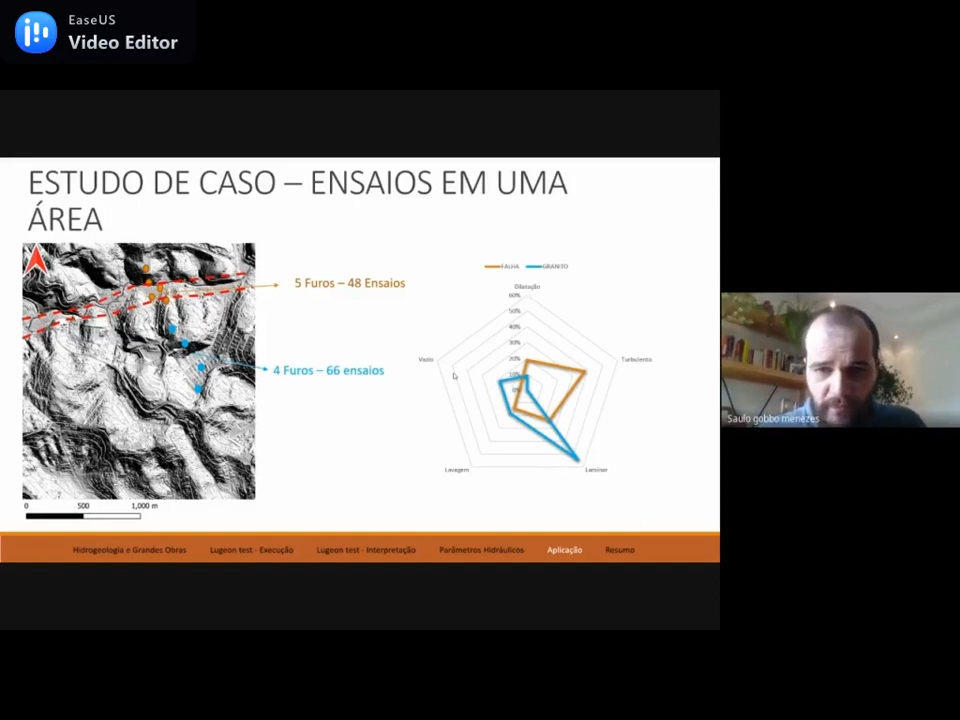 EaseUS
Video Editor
ESTUDO DE CASO – ENSAIOS EM UMA
ÁREA
5 Furos – 48 Ensaios
4 Furos – 66 ensaios
0 500 1,000 m
FALHA GRANITO
Dilatação
60%
50%
40%
30%
20%
10%
0%
Vazio Turbulento
Lavagem Laminar
Saulo gobbo menezes
Hidrogeologia e Grandes Obras Lugeon test - Execução Lugeon test - Interpretação Parâmetros Hidráulicos Aplicação Resumo